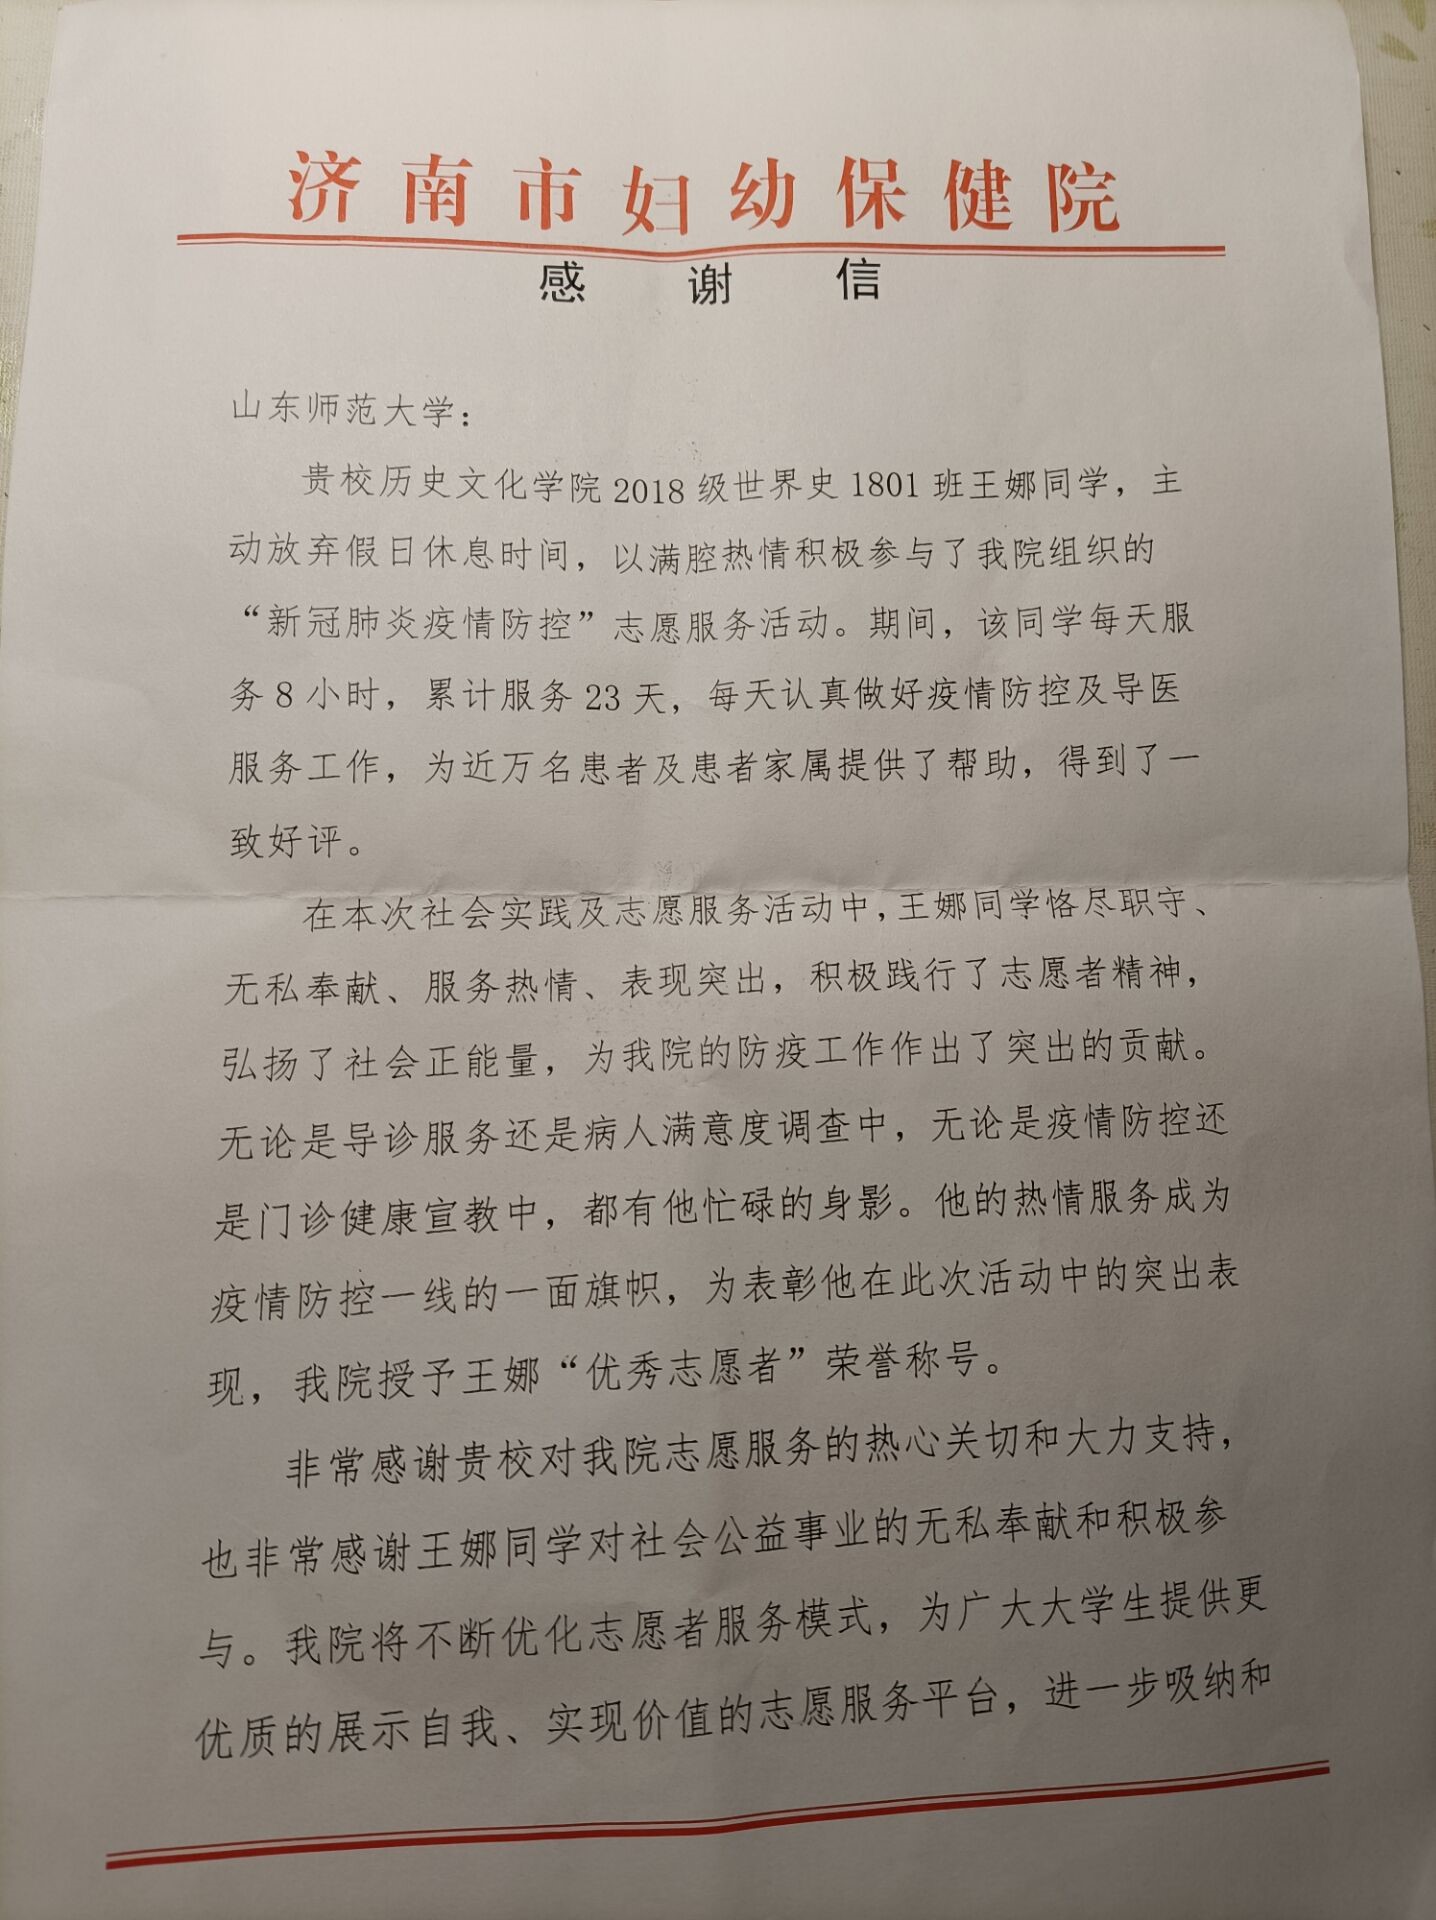 济南市妇幼保健院
感谢信
山东师范大学：
贵校历史文化学院2018级世界史1801班王娜同学，主
动放弃假日休息时间，以满腔热情积极参与了我院组织的
“新冠肺炎疫情防控”志愿服务活动。期间，该同学每天服
务8小时，累计服务23天，每天认真做好疫情防控及导医
服务工作，为近万名患者及患者家属提供了帮助，得到了一
致好评。
在本次社会实践及志愿服务活动中,王娜同学恪尽职守、
无私奉献、服务热情、表现突出，积极践行了志愿者精神，
弘扬了社会正能量，为我院的防疫工作作出了突出的贡献。
无论是导诊服务还是病人满意度调查中，无论是疫情防控还
是门诊健康宣教中，都有他忙碌的身影。他的热情服务成为
疫情防控一线的一面旗帜，为表彰他在此次活动中的突出表
现，我院授予王娜“优秀志愿者”荣誉称号。
非常感谢贵校对我院志愿服务的热心关切和大力支持，
也非常感谢王娜同学对社会公益事业的无私奉献和积极参
与。我院将不断优化志愿者服务模式，为广大大学生提供更
优质的展示自我、实现价值的志愿服务平台，进一步吸纳和